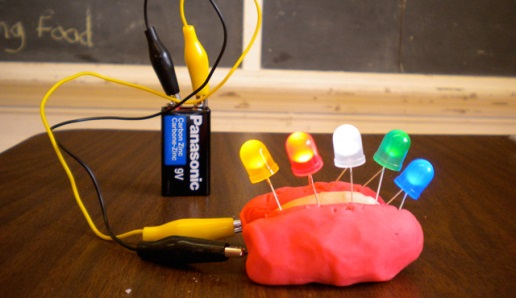 ng Food
Panasonic
Carbon Zinc
Carbone-Zinc
9V